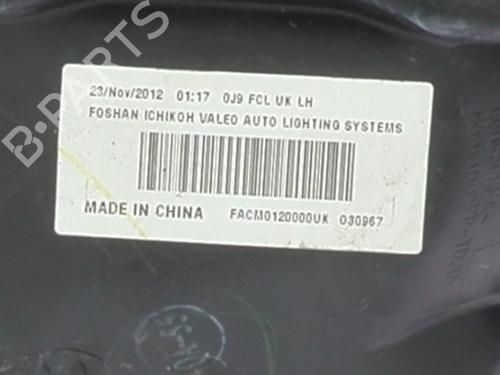 23/Nov/2012 01:17 0J9 FCL UK LH
FOSHAN ICHIKOH VALEO AUTO LIGHTING SYSTEMS
MADE IN CHINA FACM0120000UK 030967
B-PARTS